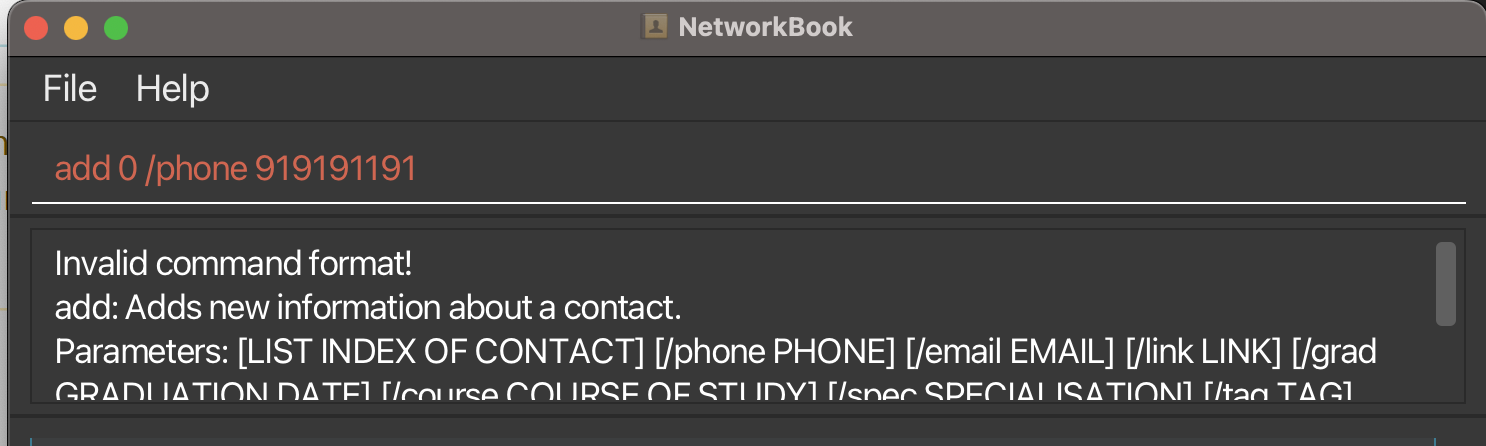 NetworkBook
File Help
add 0 /phone 919191191
Invalid command format!
add: Adds new information about a contact.
Parameters: [LIST INDEX OF CONTACT] [/phone PHONE] [/email EMAIL] [/link LINK] [/grad
GRADUATION DATE] [/course COURSE OF STUDY] [/spec SPECIALISATION] [/tag TAG]